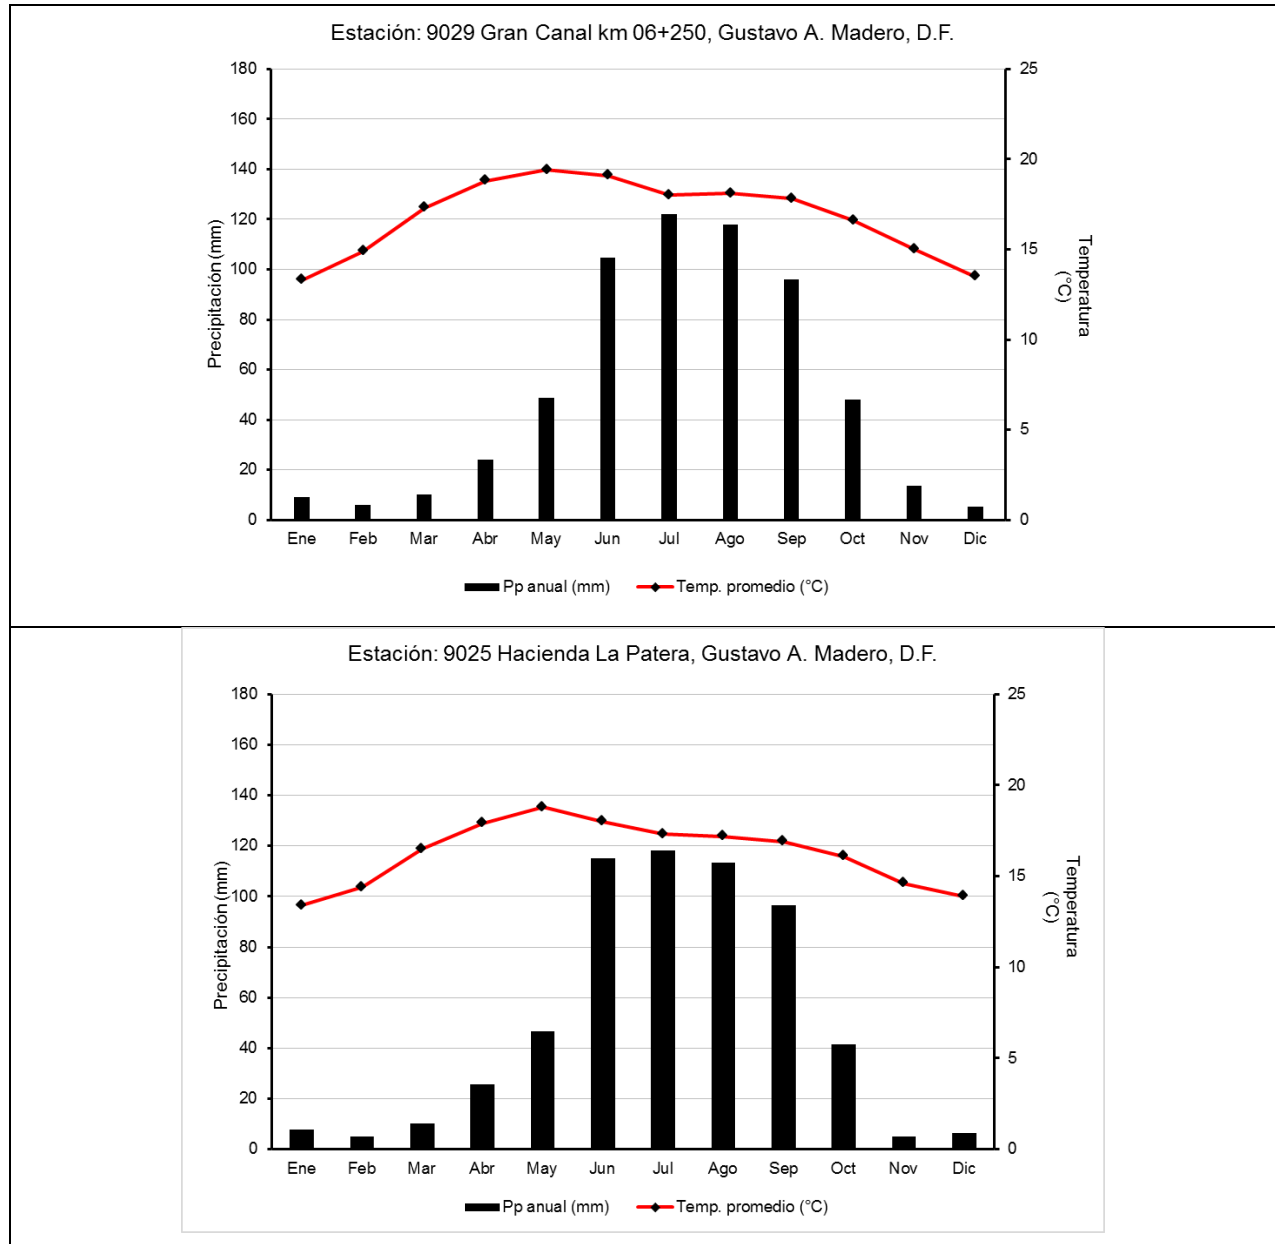 Estación: 9029 Gran Canal km 06+250, Gustavo A. Madero, D.F.
180
160
140
120
100
80
60
40
20
0
Precipitación (mm)
25
20
15
10
5
0
Temperatura
(°C)
Ene Feb Mar Abr May Jun Jul Ago Sep Oct Nov Dic
Pp anual (mm) Temp. promedio (°C)
Estación: 9025 Hacienda La Patera, Gustavo A. Madero, D.F.
180
160
140
120
100
80
60
40
20
0
Precipitación (mm)
25
20
15
10
5
0
Temperatura
(°C)
Ene Feb Mar Abr May Jun Jul Ago Sep Oct Nov Dic
Pp anual (mm) Temp. promedio (°C)